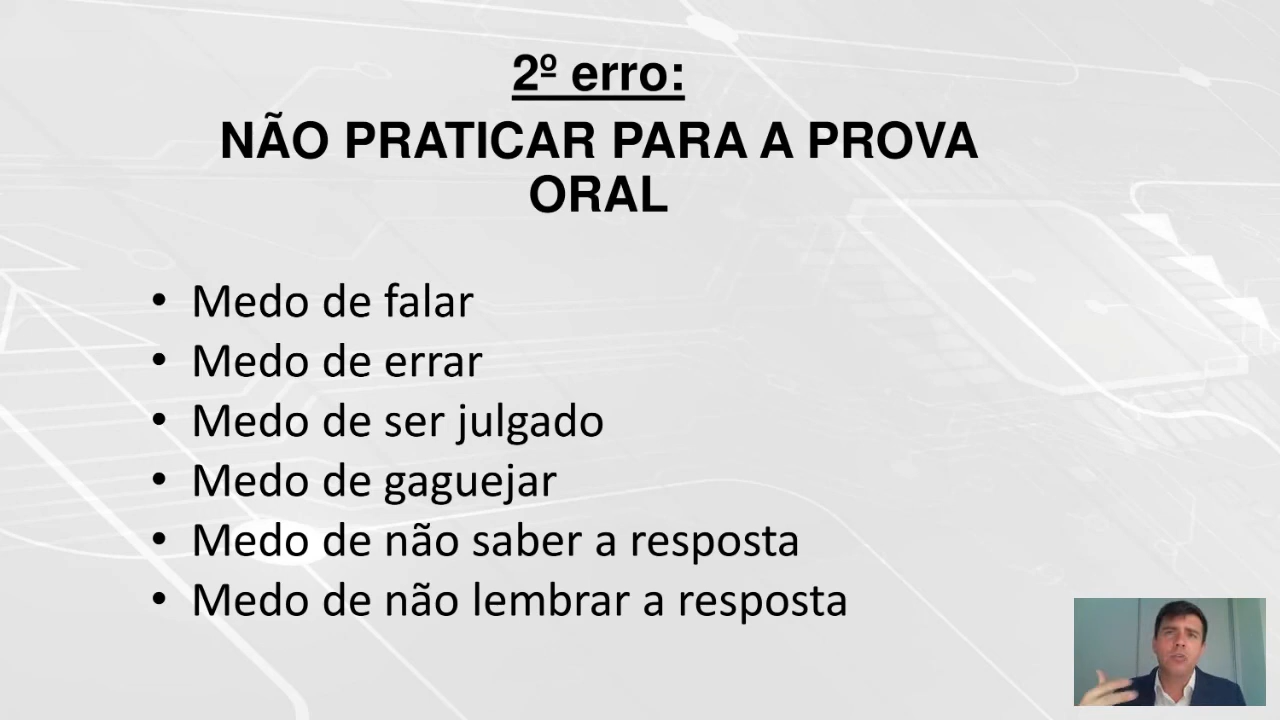 2º erro:
NÃO PRATICAR PARA A PROVA
ORAL
• Medo de falar
• Medo de errar
• Medo de ser julgado
• Medo de gaguejar
• Medo de não saber a resposta
• Medo de não lembrar a resposta